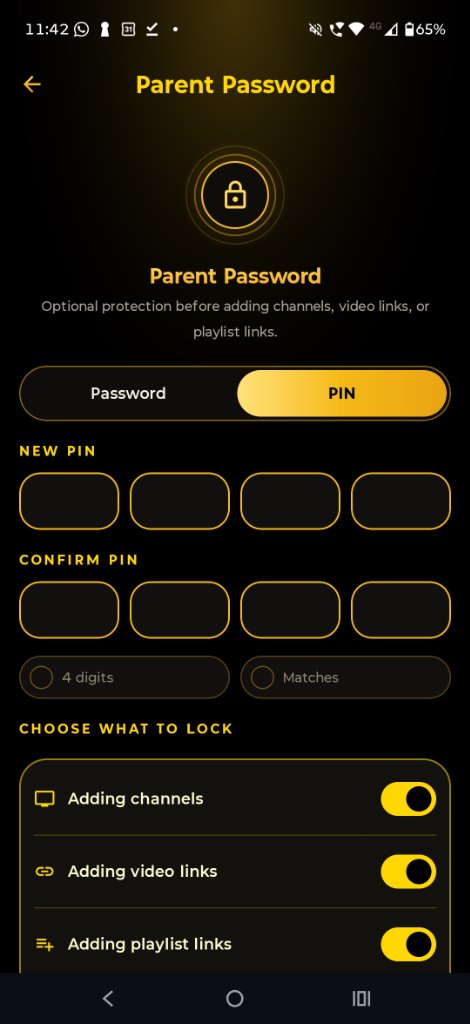 11:42 31 4G 65%
Parent Password
Parent Password
Optional protection before adding channels, video links, or
playlist links.
Password PIN
NEW PIN
CONFIRM PIN
4 digits Matches
CHOOSE WHAT TO LOCK
Adding channels
Adding video links
Adding playlist links